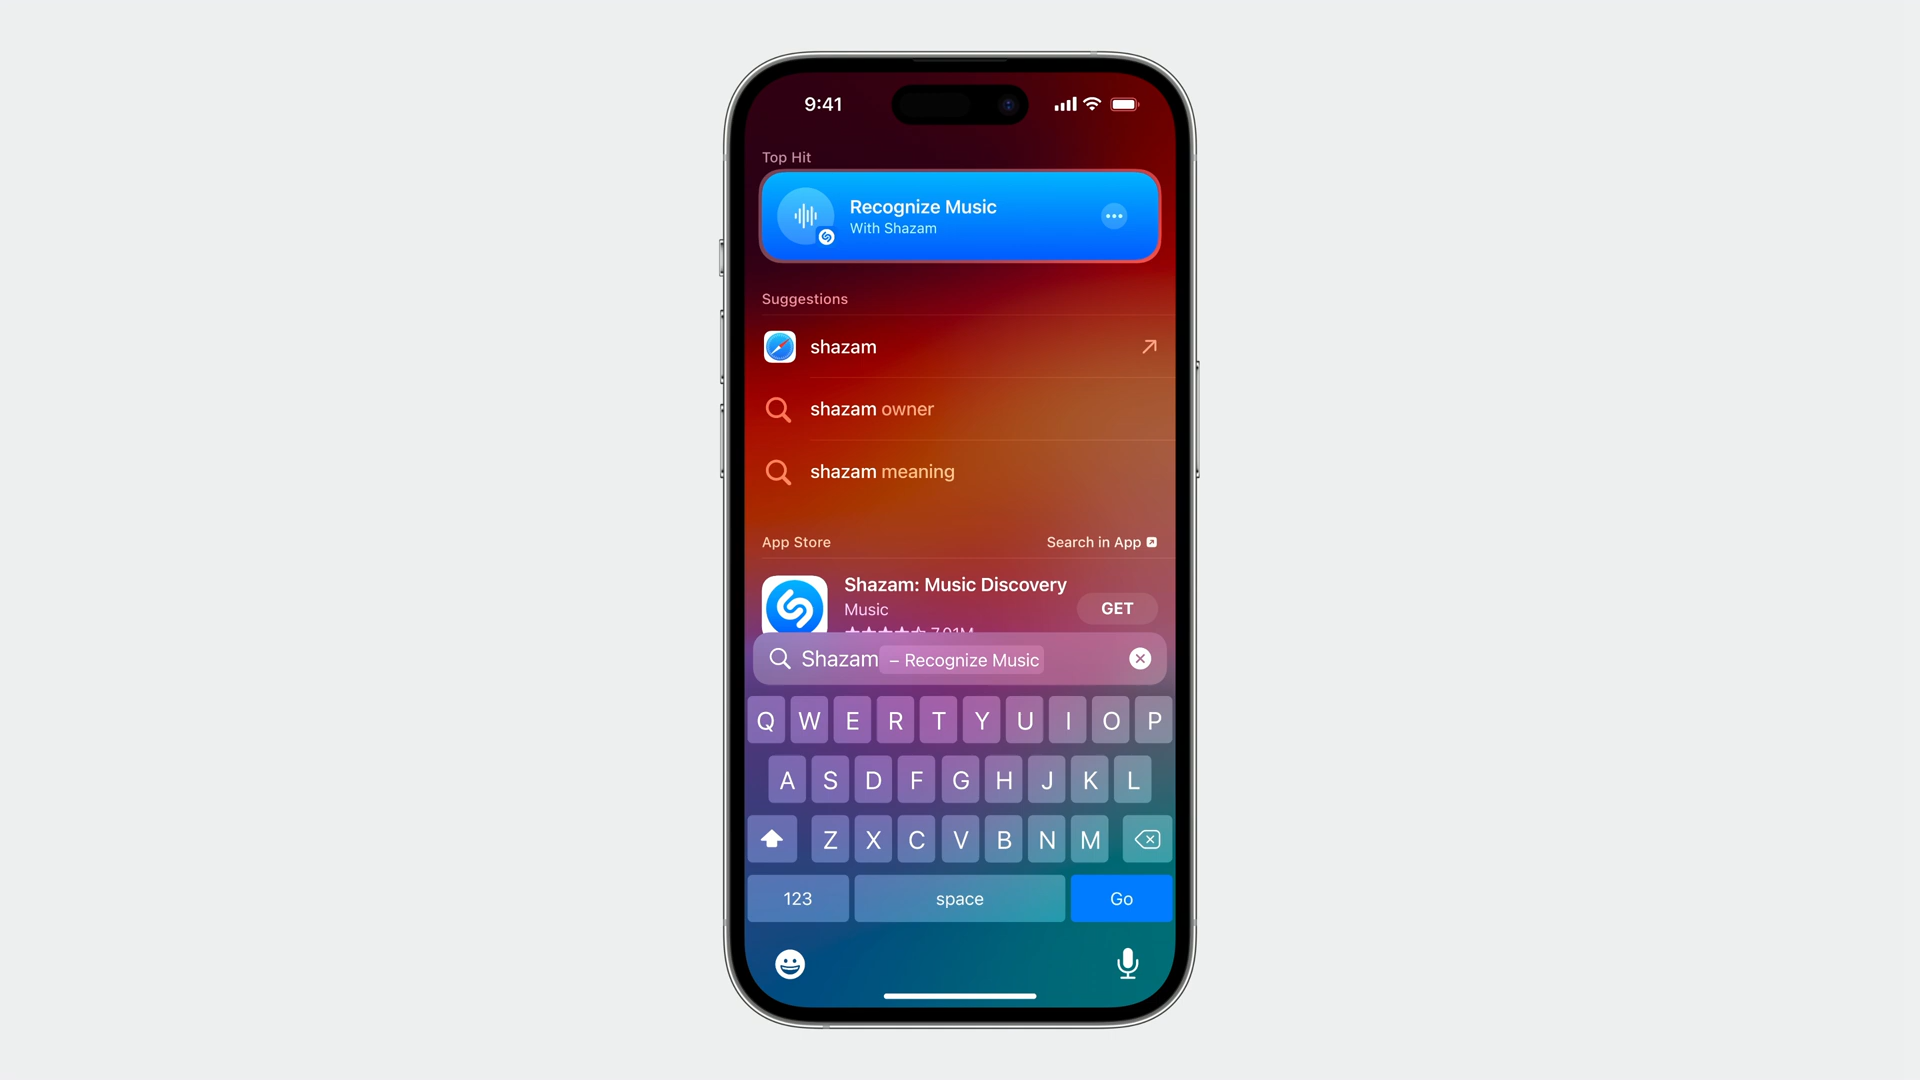 9:41
Top Hit
Recognize Music
With Shazam
Suggestions
shazam
shazam owner
shazam meaning
App Store Search in App
Shazam: Music Discovery
Music
GET
Shazam – Recognize Music
Q W E R T Y U I O P
A S D F G H J K L
Z X C V B N M
123 space Go